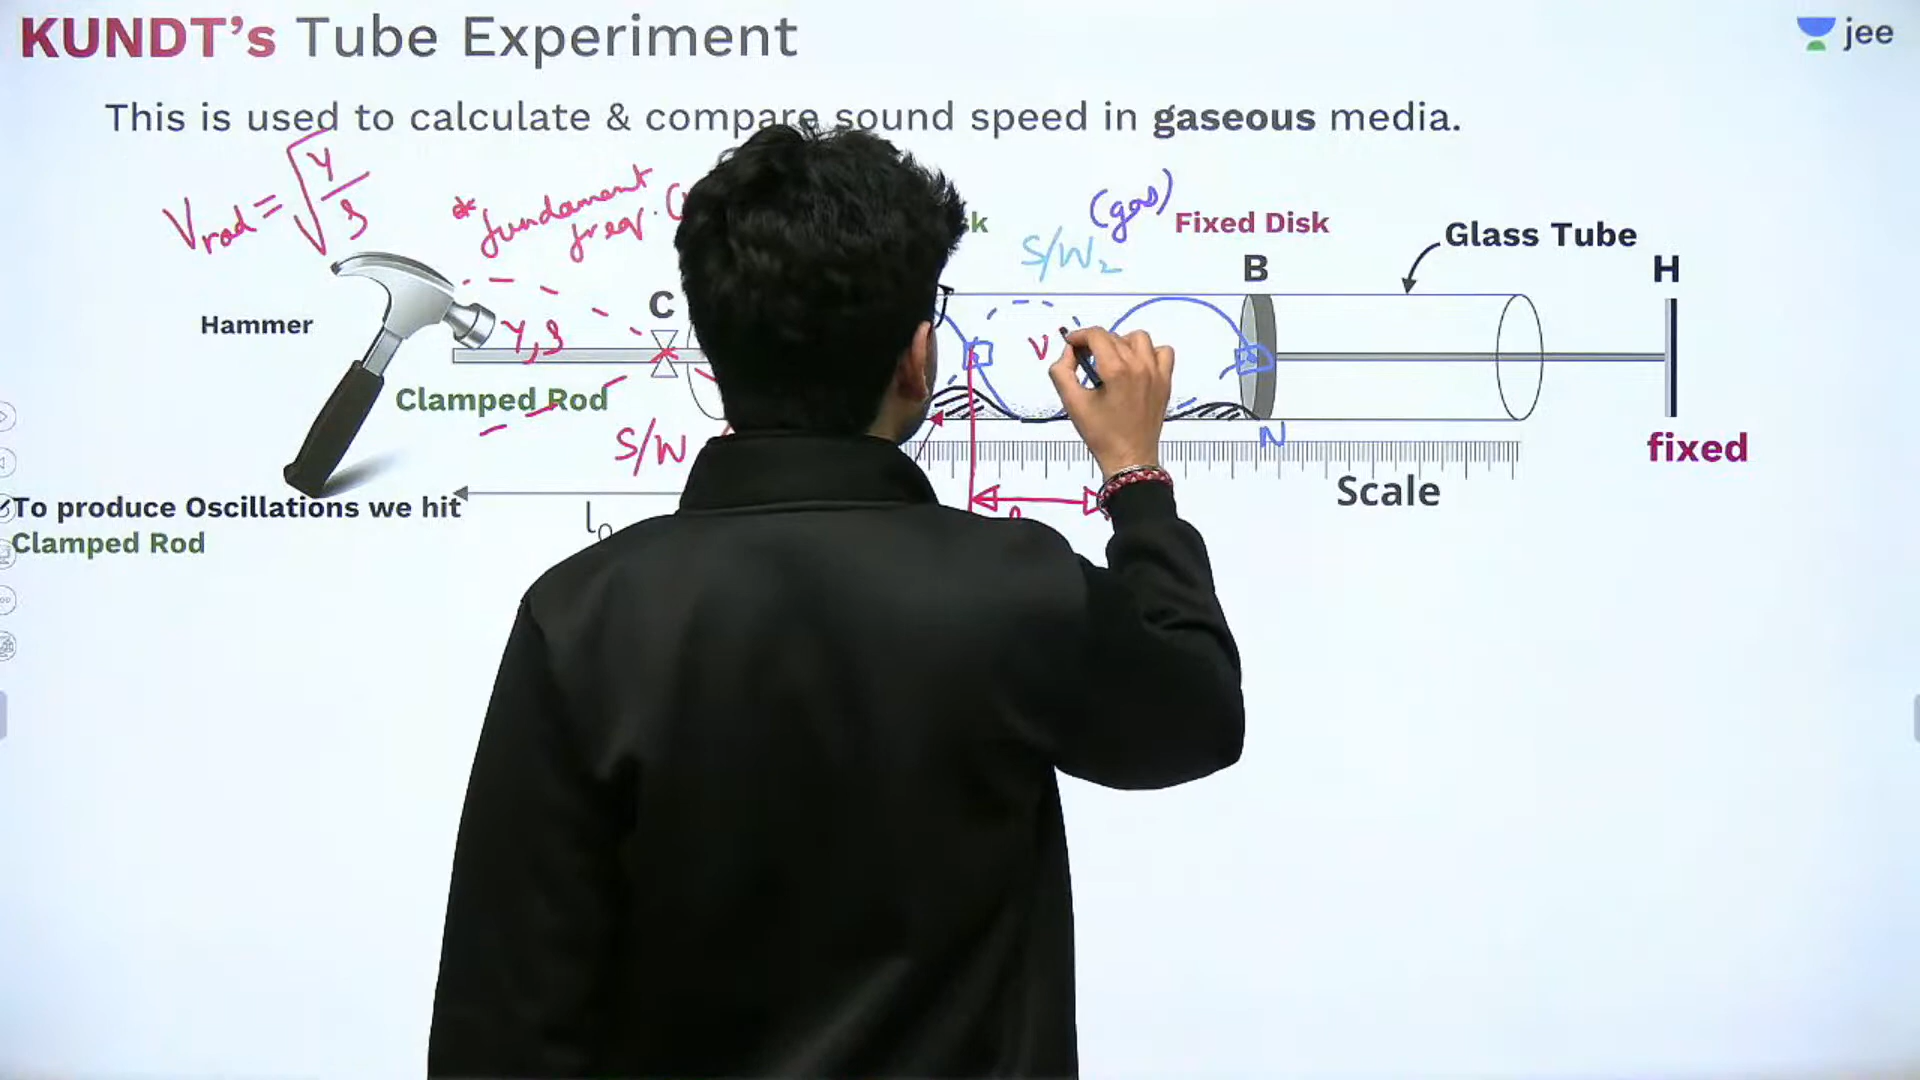 KUNDT’s Tube Experiment
jee
This is used to calculate & compare sound speed in gaseous media.
Vrod = √Y/ρ
* fundament
freq. (
sk
(gas)
S/W2
Fixed Disk
Glass Tube
B
H
C
Hammer
Y, ρ
V
Clamped Rod
S/W
N
fixed
Scale
To produce Oscillations we hit
Clamped Rod
l0